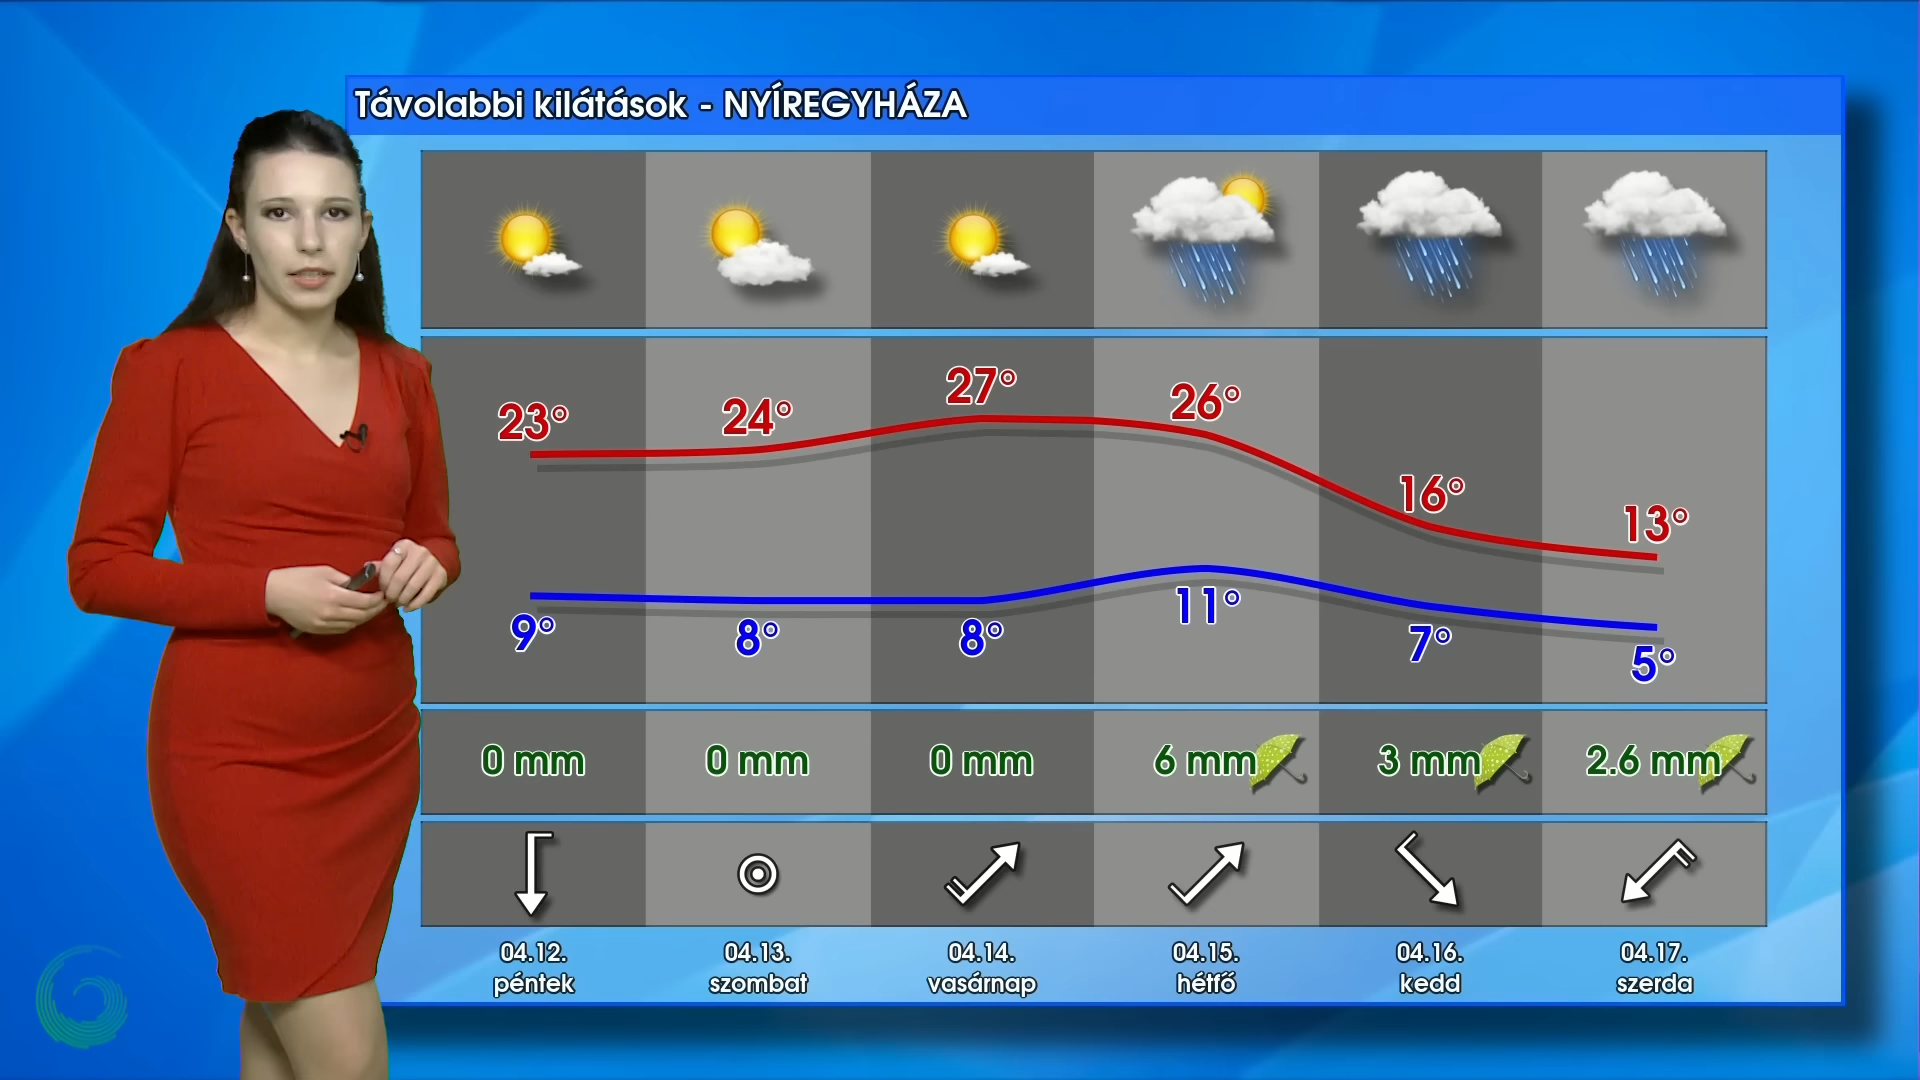 Távolabbi kilátások - NYÍREGYHÁZA
23° 24° 27° 26° 16° 13°
9° 8° 8° 11° 7° 5°
0 mm 0 mm 0 mm 6 mm 3 mm 2.6 mm
04.12. 04.13. 04.14. 04.15. 04.16. 04.17.
péntek szombat vasárnap hétfő kedd szerda